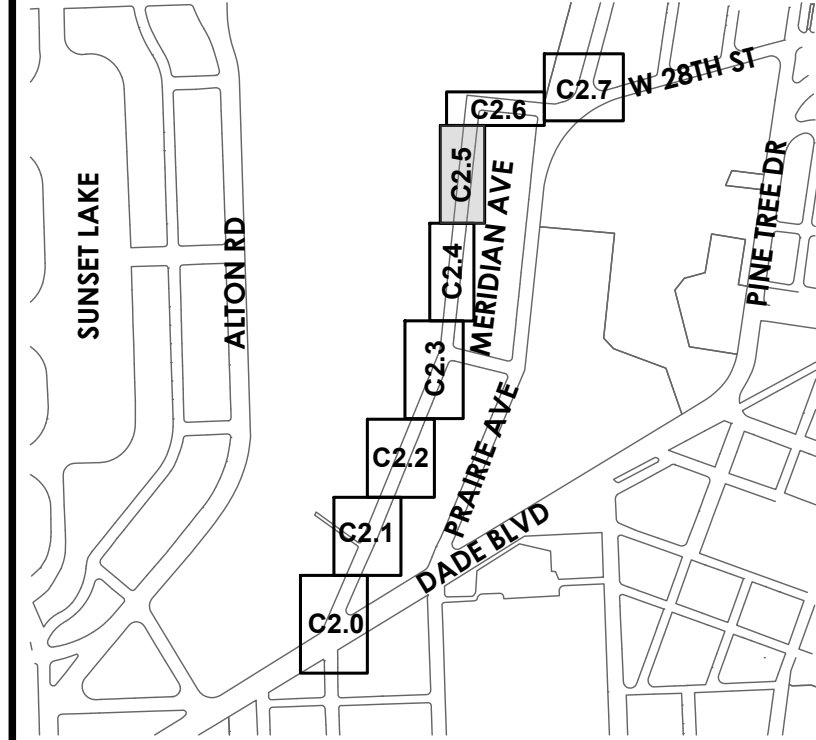 C2.7
W 28TH ST
C2.6
C2.5
MERIDIAN AVE
PINE TREE DR
SUNSET LAKE
ALTON RD
C2.4
C2.3
PRAIRIE AVE
C2.2
C2.1
DADE BLVD
C2.0